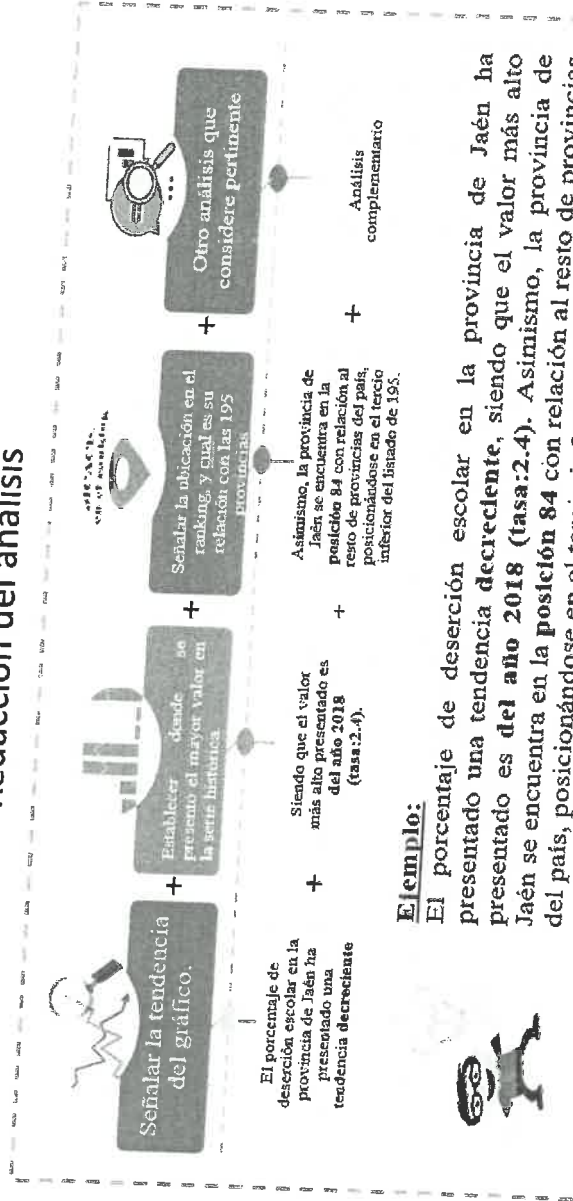 Redacción del análisis
Señalar la tendencia
del gráfico.
+
Establecer donde se
presentó el mayor valor en
la serie histórica
+
Señalar la ubicación en el
ranking, y cual es su
relación con las 195
provincias
+
Otro análisis que
considere pertinente
El porcentaje de
deserción escolar en la
provincia de Jaén ha
presentado una
tendencia decreciente
+
Siendo que el valor
más alto presentado es
del año 2018
(tasa:2.4).
+
Asimismo, la provincia de
Jaén se encuentra en la
posición 84 con relación al
resto de provincias del país,
posicionándose en el tercio
inferior del listado de 195.
+
Análisis
complementario
Ejemplo:
El porcentaje de deserción escolar en la provincia de Jaén ha
presentado una tendencia decreciente, siendo que el valor más alto
presentado es del año 2018 (tasa:2.4). Asimismo, la provincia de
Jaén se encuentra en la posición 84 con relación al resto de provincias
del país, posicionándose en el